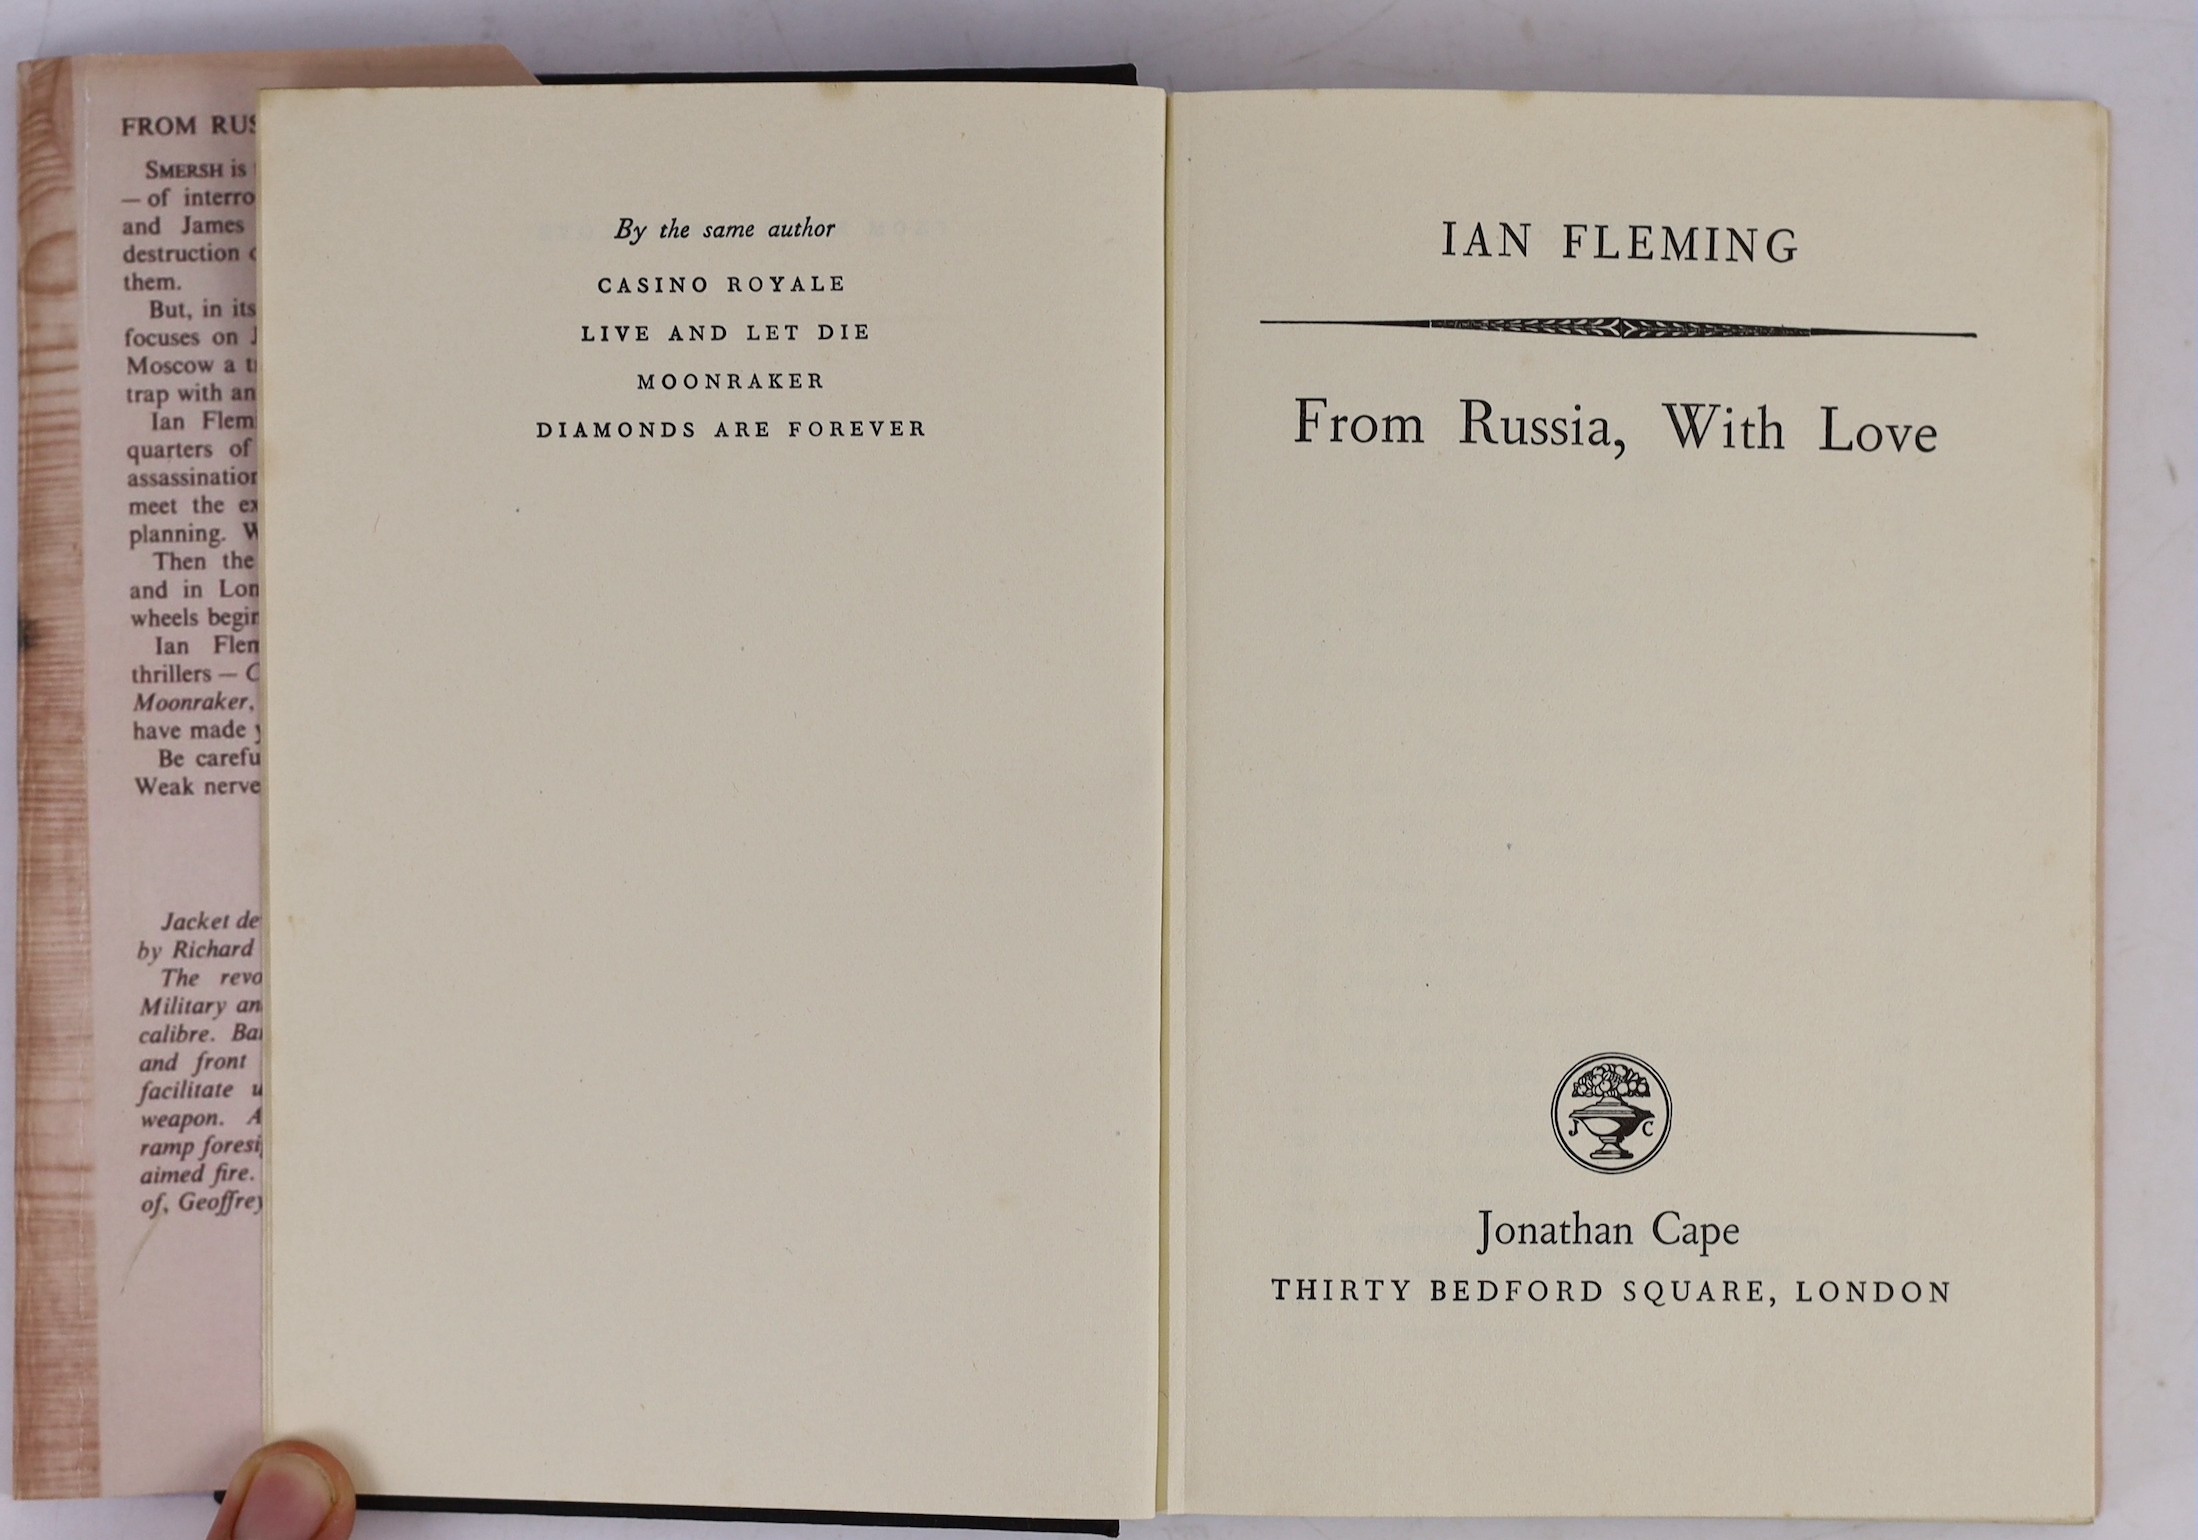 FROM RUS
SMERSH is
— of interro
and James
destruction
them.
But, in its
focuses on
Moscow a
trap with an
Ian Flem
quarters of
assassination
meet the ex
planning.
Then the
and in Lon
wheels begin
Ian Flem
thrillers —
Moonraker,
have made
Be carefu
Weak nerve
Jacket de
by Richard
The revo
Military an
calibre. Ba
and front
facilitate u
weapon. A
ramp foresi
aimed fire.
of, Geoffrey
By the same author
CASINO ROYALE
LIVE AND LET DIE
MOONRAKER
DIAMONDS ARE FOREVER
IAN FLEMING
From Russia, With Love
J C
Jonathan Cape
THIRTY BEDFORD SQUARE, LONDON